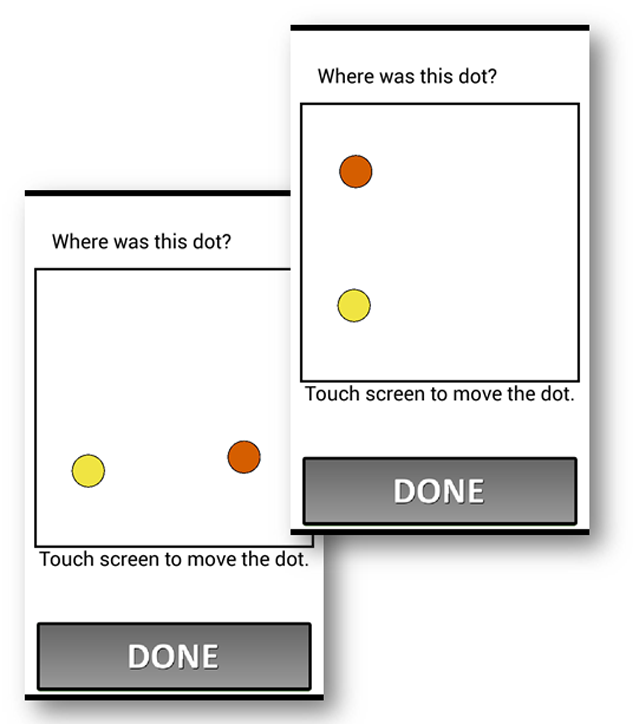 Where was this dot?
Touch screen to move the dot.
DONE
Where was this dot?
Touch screen to move the dot.
DONE